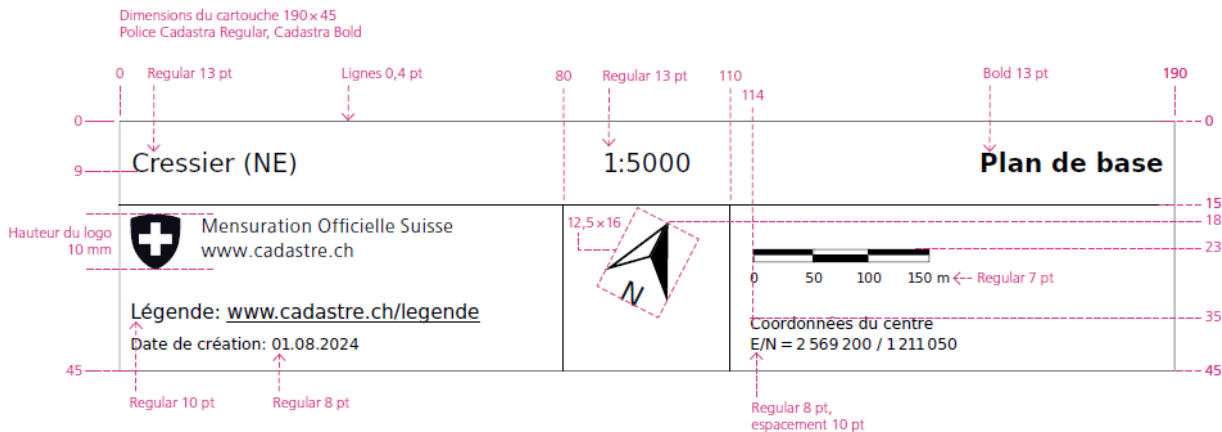 Dimensions du cartouche 190×45
Police Cadastra Regular, Cadastra Bold
0 Regular 13 pt Lignes 0,4 pt 80 Regular 13 pt 110 Bold 13 pt 190
114
0 0
Cressier (NE) 1:5000 Plan de base
9
15
Hauteur du logo
10 mm
Mensuration Officielle Suisse
www.cadastre.ch
12,5×16
N
18
23
0 50 100 150 m Regular 7 pt
Légende: www.cadastre.ch/legende
Date de création: 01.08.2024
35
Coordonnées du centre
E/N = 2 569 200 / 1 211 050
45 45
Regular 10 pt Regular 8 pt
Regular 8 pt,
espacement 10 pt